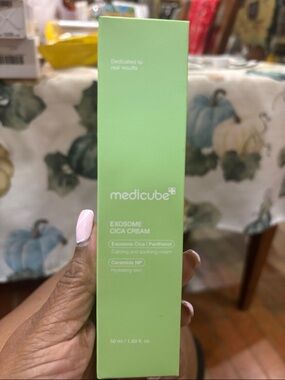 Dedicated to
real results
medicube+
EXOSOME
CICA CREAM
Exosome Cica | Panthenol
Calming and soothing cream
Ceramide NP
Hydrating skin
50 ml / 1.69 fl. oz